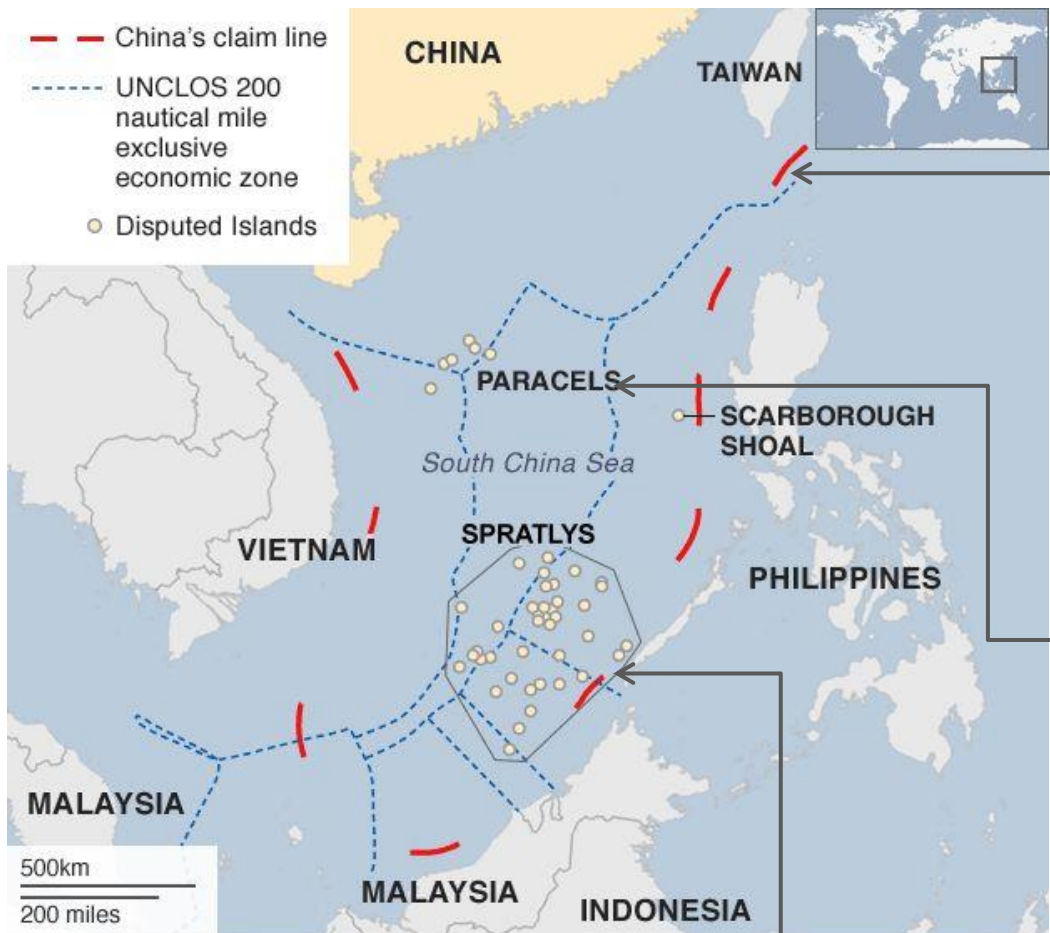 China's claim line
UNCLOS 200
nautical mile
exclusive
economic zone
Disputed Islands
CHINA
TAIWAN
PARACELS
SCARBOROUGH
SHOAL
South China Sea
SPRATLYS
VIETNAM
PHILIPPINES
MALAYSIA
MALAYSIA
INDONESIA
500km
200 miles